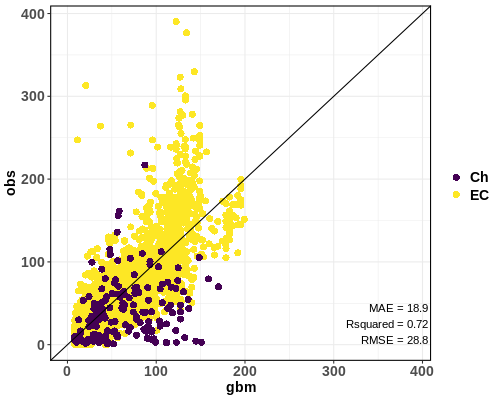 400
300
200
100
0
obs
0
100
200
300
400
gbm
MAE = 18.9
Rsquared = 0.72
RMSE = 28.8
Ch
EC